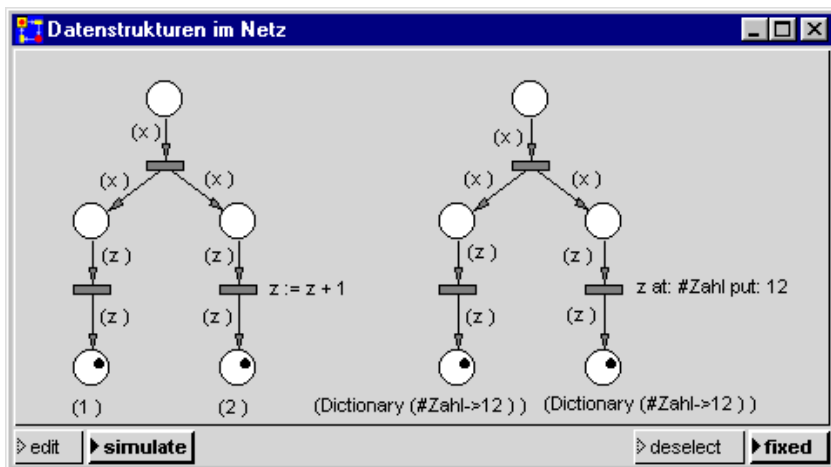 Datenstrukturen im Netz
(x ) (x )
(x ) (x ) (x ) (x )
(z ) (z ) (z ) (z )
z := z + 1 z at: #Zahl put: 12
(z ) (z ) (z ) (z )
(1 ) (2 ) (Dictionary (#Zahl->12 ) ) (Dictionary (#Zahl->12 ) )
edit simulate deselect fixed